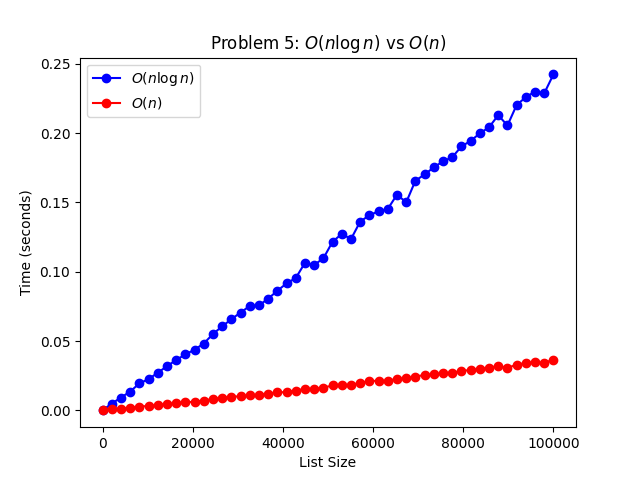 Problem 5: O(n log n) vs O(n)
O(n log n)
O(n)
0.25
0.20
0.15
0.10
0.05
0.00
Time (seconds)
0 20000 40000 60000 80000 100000
List Size